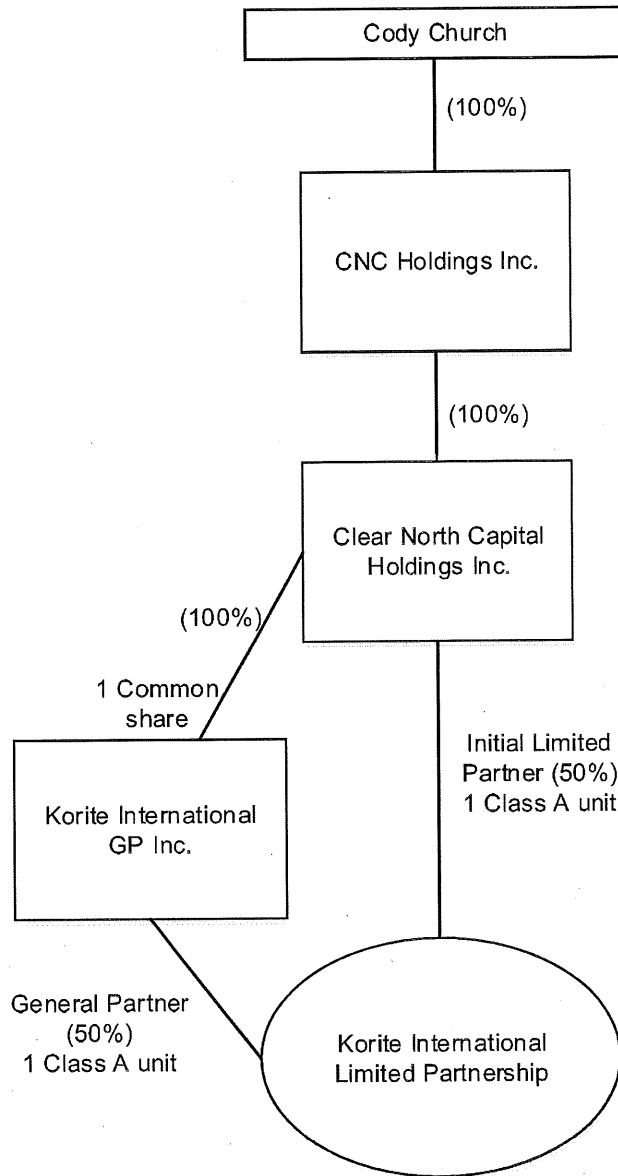 Cody Church
(100%)
CNC Holdings Inc.
(100%)
Clear North Capital
Holdings Inc.
(100%)
1 Common
share
Initial Limited
Partner (50%)
1 Class A unit
Korite International
GP Inc.
General Partner
(50%)
1 Class A unit
Korite International
Limited Partnership